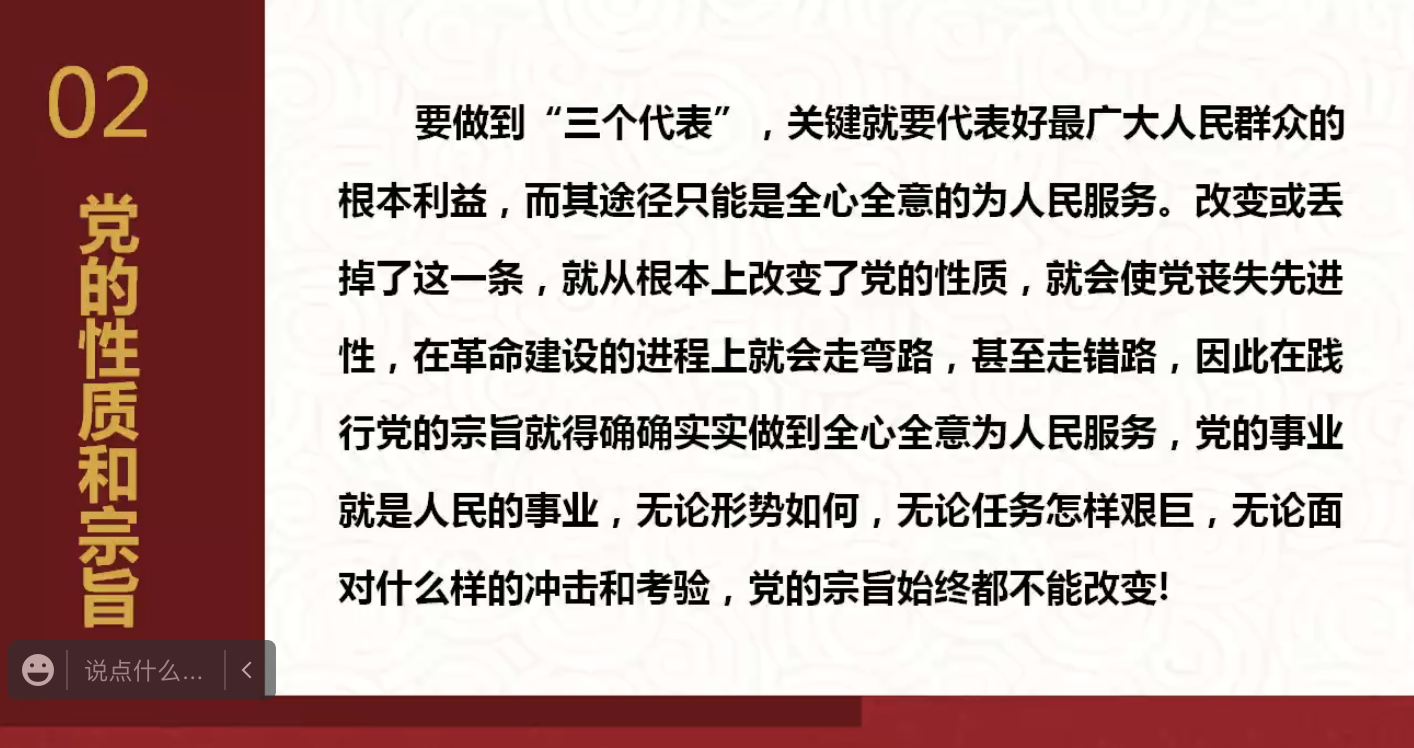 02
党的性质和宗旨
要做到“三个代表”，关键就要代表好最广大人民群众的
根本利益，而其途径只能是全心全意的为人民服务。改变或丢
掉了这一条，就从根本上改变了党的性质，就会使党丧失先进
性，在革命建设的进程上就会走弯路，甚至走错路，因此在践
行党的宗旨就得确确实实做到全心全意为人民服务，党的事业
就是人民的事业，无论形势如何，无论任务怎样艰巨，无论面
对什么样的冲击和考验，党的宗旨始终都不能改变!
说点什么...